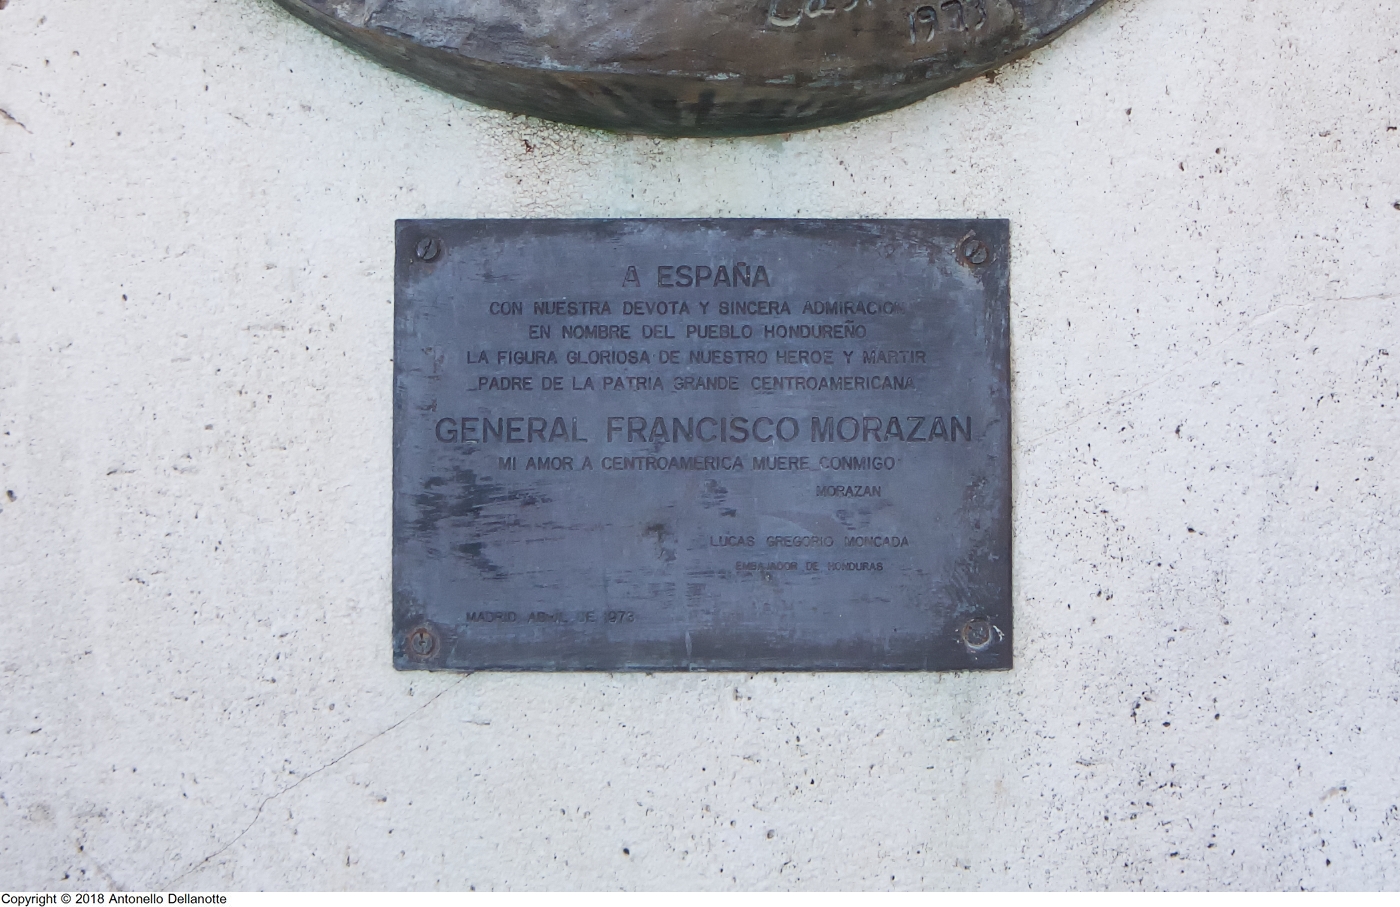 1973
A ESPAÑA
CON NUESTRA DEVOTA Y SINCERA ADMIRACION
EN NOMBRE DEL PUEBLO HONDUREÑO
LA FIGURA GLORIOSA DE NUESTRO HEROE Y MARTIR
PADRE DE LA PATRIA GRANDE CENTROAMERICANA
GENERAL FRANCISCO MORAZAN
MI AMOR A CENTROAMERICA MUERE CONMIGO
MORAZAN
LUCAS GREGORIO MONCADA
EMBAJADOR DE HONDURAS
MADRID, ABRIL DE 1973
Copyright © 2018 Antonello Dellanotte